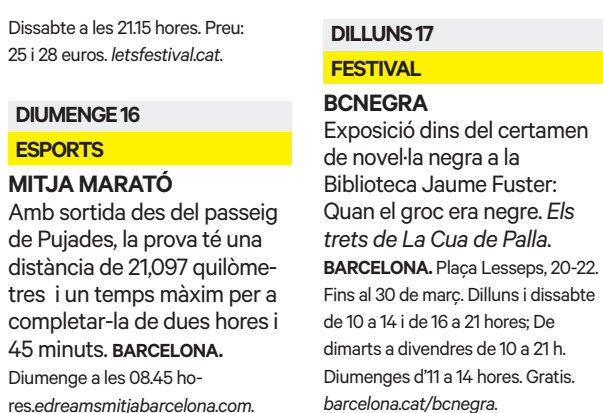 Dissabte a les 21.15 hores. Preu:
25 i 28 euros. letsfestival.cat.
DIUMENGE 16
ESPORTS
MITJA MARATÓ
Amb sortida des del passeig
de Pujades, la prova té una
distància de 21,097 quilòme-
tres i un temps màxim per a
completar-la de dues hores i
45 minuts. BARCELONA.
Diumenge a les 08.45 ho-
res.edreamsmitjabarcelona.com.
DILLUNS 17
FESTIVAL
BCNEGRA
Exposició dins del certamen
de novel·la negra a la
Biblioteca Jaume Fuster:
Quan el groc era negre. Els
trets de La Cua de Palla.
BARCELONA. Plaça Lesseps, 20-22.
Fins al 30 de març. Dilluns i dissabte
de 10 a 14 i de 16 a 21 hores; De
dimarts a divendres de 10 a 21 h.
Diumenges d'11 a 14 hores. Gratis.
barcelona.cat/bcnegra.